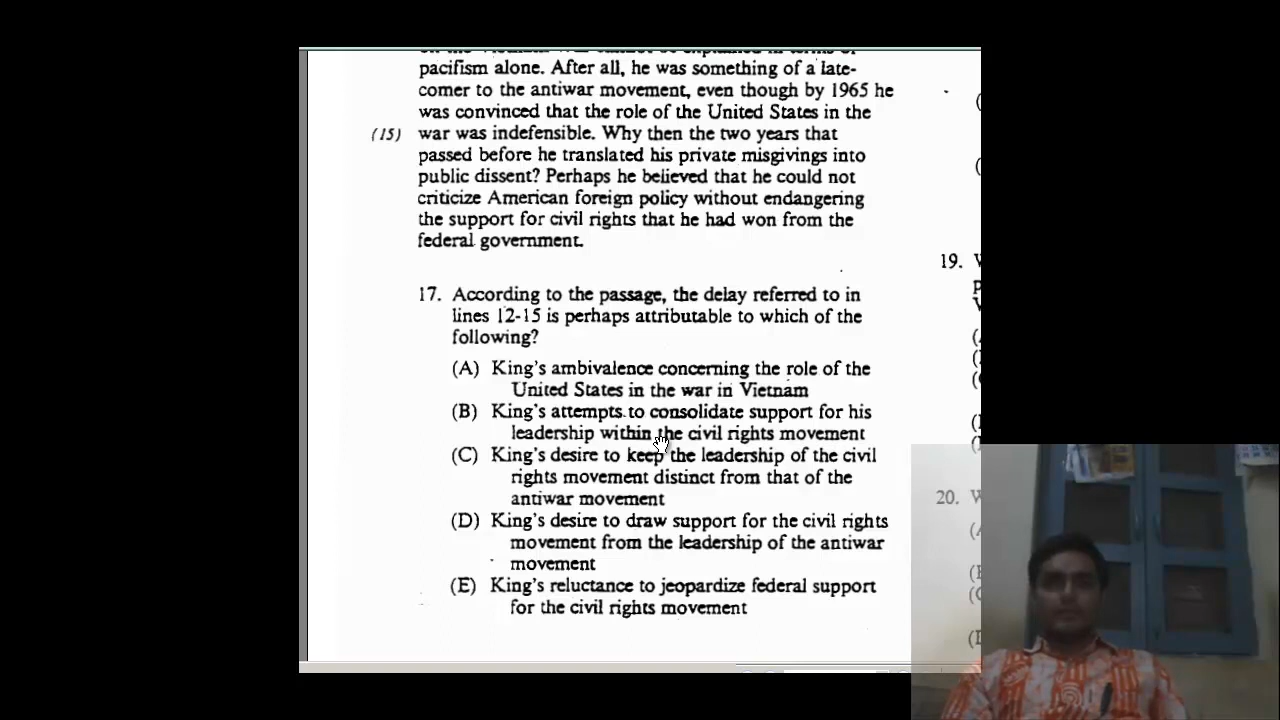 pacifism alone. After all, he was something of a late-
comer to the antiwar movement, even though by 1965 he
was convinced that the role of the United States in the
(15) war was indefensible. Why then the two years that
passed before he translated his private misgivings into
public dissent? Perhaps he believed that he could not
criticize American foreign policy without endangering
the support for civil rights that he had won from the
federal government.
17. According to the passage, the delay referred to in
lines 12-15 is perhaps attributable to which of the
following?
(A) King's ambivalence concerning the role of the
United States in the war in Vietnam
(B) King's attempts to consolidate support for his
leadership within the civil rights movement
(C) King's desire to keep the leadership of the civil
rights movement distinct from that of the
antiwar movement
(D) King's desire to draw support for the civil rights
movement from the leadership of the antiwar
movement
(E) King's reluctance to jeopardize federal support
for the civil rights movement
19.
20.